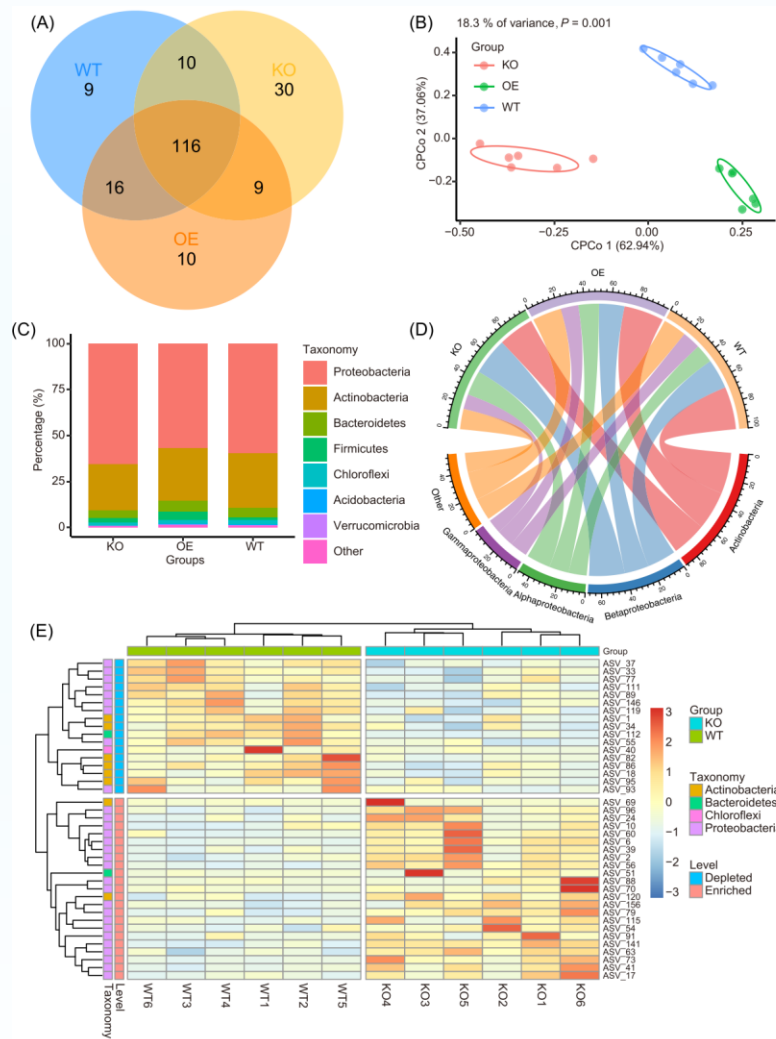 (A)
WT
9
10
KO
30
116
16
9
OE
10
(B)
18.3 % of variance, P = 0.001
Group
KO
OE
WT
CPCo 2 (37.06%)
0.4
0.2
0.0
−0.2
−0.50
−0.25
0.00
0.25
CPCo 1 (62.94%)
(C)
Percentage (%)
100
75
50
25
0
KO
OE
WT
Groups
Taxonomy
Proteobacteria
Actinobacteria
Bacteroidetes
Firmicutes
Chloroflexi
Acidobacteria
Verrucomicrobia
Other
(D)
OE
KO
WT
Other
Gammaproteobacteria
Alphaproteobacteria
Betaproteobacteria
Actinobacteria
(E)
Group
ASV_37
ASV_33
ASV_77
ASV_111
ASV_89
ASV_146
ASV_119
ASV_1
ASV_34
ASV_112
ASV_55
ASV_40
ASV_82
ASV_86
ASV_18
ASV_95
ASV_93
ASV_69
ASV_96
ASV_24
ASV_10
ASV_60
ASV_6
ASV_39
ASV_2
ASV_56
ASV_51
ASV_88
ASV_70
ASV_120
ASV_156
ASV_79
ASV_115
ASV_54
ASV_91
ASV_141
ASV_63
ASV_73
ASV_41
ASV_17
Taxonomy
Level
WT6
WT3
WT4
WT1
WT2
WT5
KO4
KO3
KO5
KO2
KO1
KO6
3
2
1
0
−1
−2
−3
Group
KO
WT
Taxonomy
Actinobacteria
Bacteroidetes
Chloroflexi
Proteobacteri
Level
Depleted
Enriched